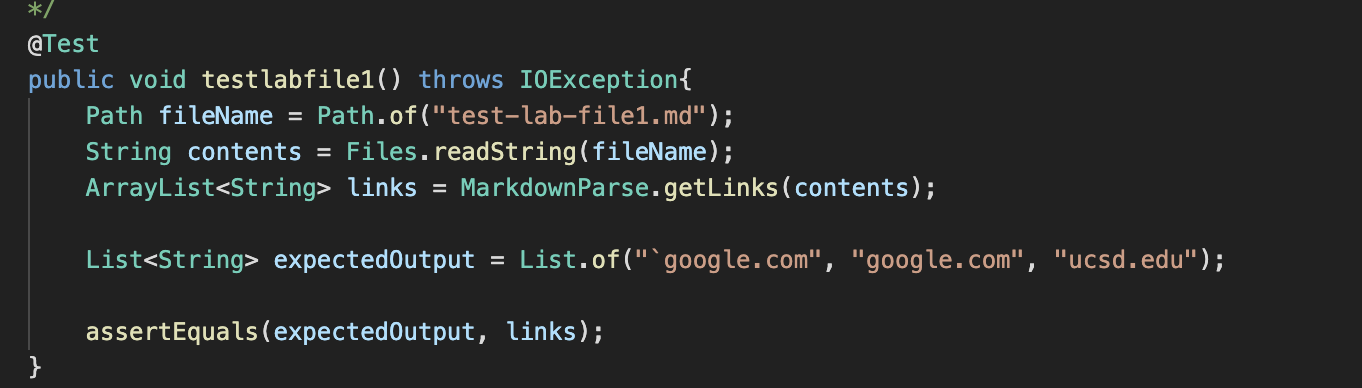 */
@Test
public void testlabfile1() throws IOException{
    Path fileName = Path.of("test-lab-file1.md");
    String contents = Files.readString(fileName);
    ArrayList<String> links = MarkdownParse.getLinks(contents);

    List<String> expectedOutput = List.of("`google.com", "google.com", "ucsd.edu");

    assertEquals(expectedOutput, links);
}